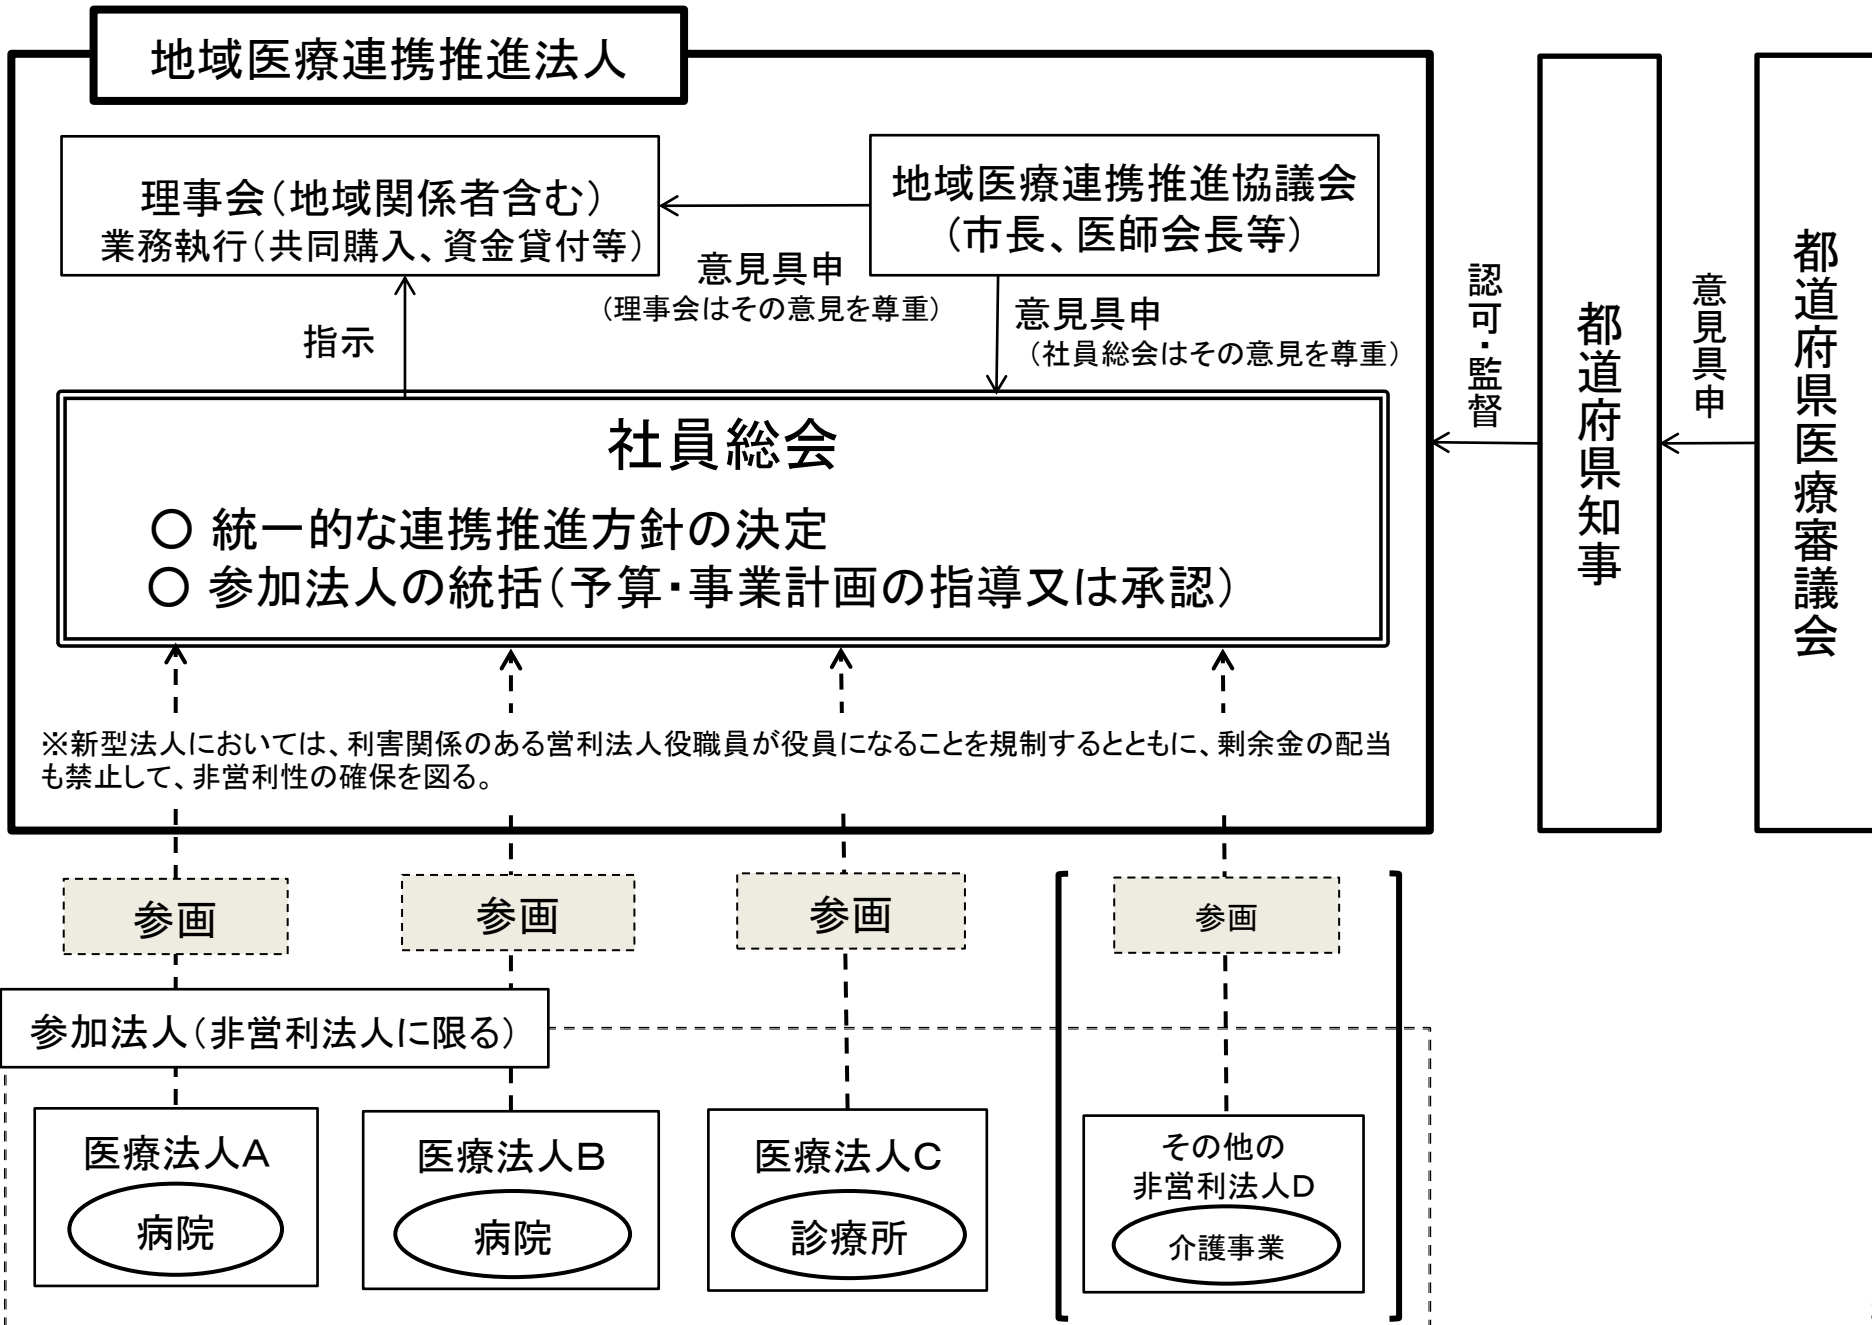 地域医療連携推進法人
理事会（地域関係者含む）
業務執行（共同購入、資金貸付等）
地域医療連携推進協議会
（市長、医師会長等）
意見具申
（理事会はその意見を尊重）
意見具申
（社員総会はその意見を尊重）
指示
社員総会
○ 統一的な連携推進方針の決定
○ 参加法人の統括（予算・事業計画の指導又は承認）
※新型法人においては、利害関係のある営利法人役職員が役員になることを規制するとともに、剰余金の配当
も禁止して、非営利性の確保を図る。
認可・監督
都道府県知事
意見具申
都道府県医療審議会
参画
参画
参画
参画
参加法人（非営利法人に限る）
医療法人A
病院
医療法人B
病院
医療法人C
診療所
その他の
非営利法人D
介護事業